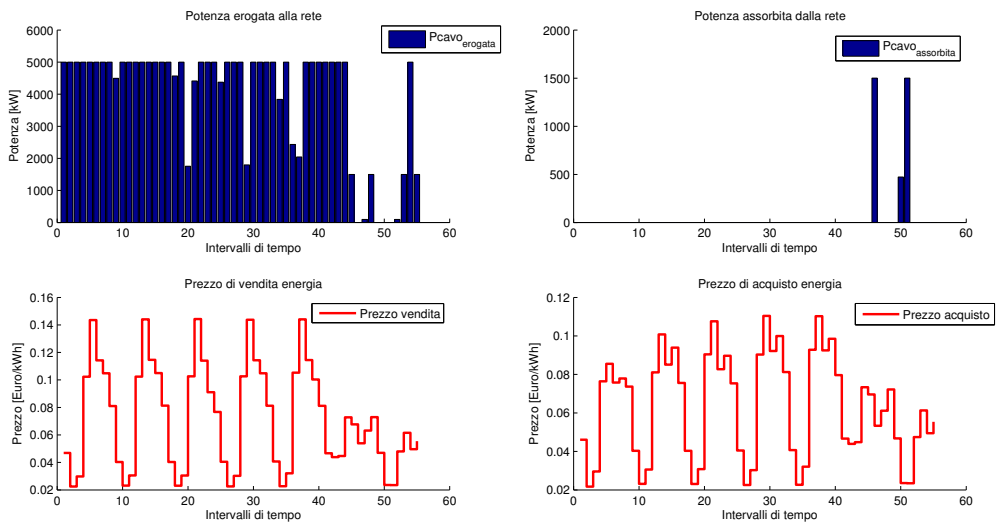 Potenza erogata alla rete
Potenza [kW]
6000
5000
4000
3000
2000
1000
0
Pcavo_erogata
0 10 20 30 40 50 60
Intervalli di tempo
Potenza assorbita dalla rete
Potenza [kW]
2000
1500
1000
500
0
Pcavo_assorbita
0 10 20 30 40 50 60
Intervalli di tempo
Prezzo di vendita energia
Prezzo [Euro/kWh]
0.16
0.14
0.12
0.1
0.08
0.06
0.04
0.02
Prezzo vendita
0 10 20 30 40 50 60
Intervalli di tempo
Prezzo di acquisto energia
Prezzo [Euro/kWh]
0.12
0.1
0.08
0.06
0.04
0.02
Prezzo acquisto
0 10 20 30 40 50 60
Intervalli di tempo